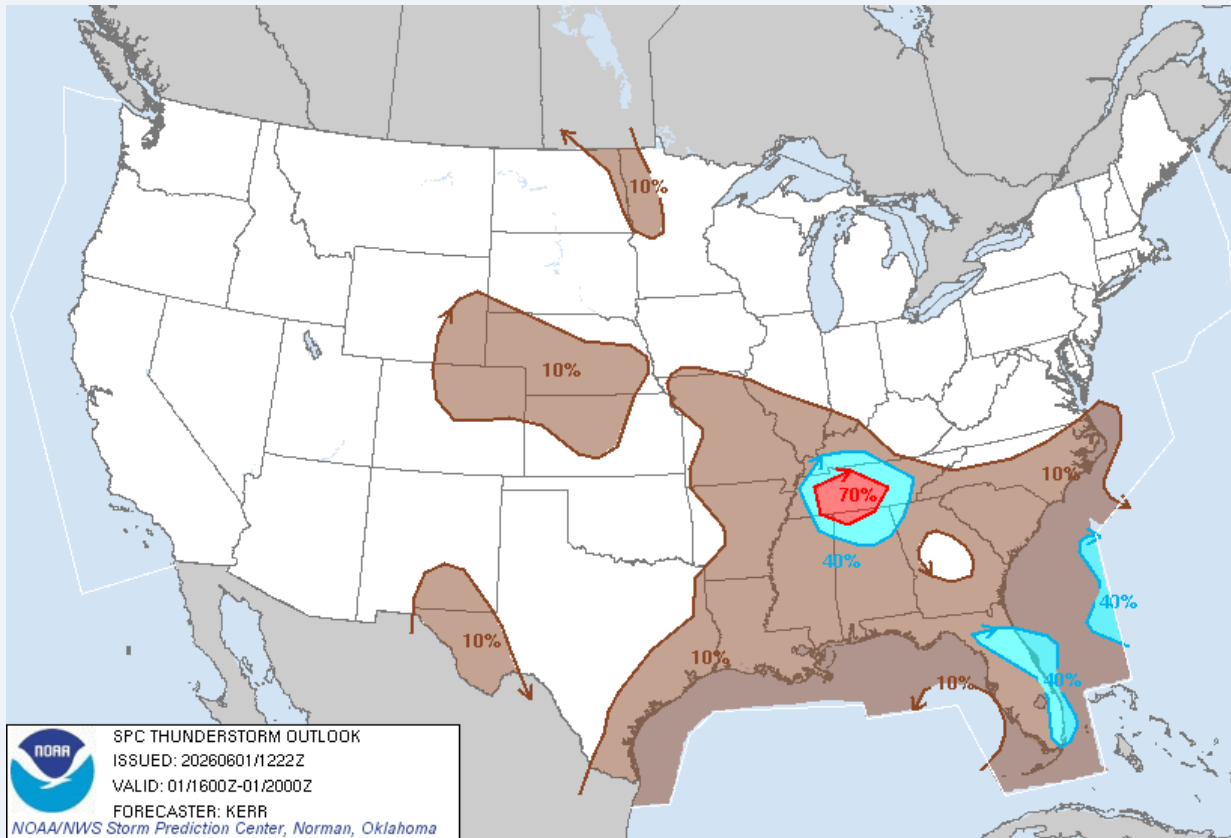 10%
10%
10%
70%
40%
40%
10%
10%
40%
10%
NOAA
SPC THUNDERSTORM OUTLOOK
ISSUED: 20260601/1222Z
VALID: 01/1600Z-01/2000Z
FORECASTER: KERR
NOAA/NWS Storm Prediction Center, Norman, Oklahoma